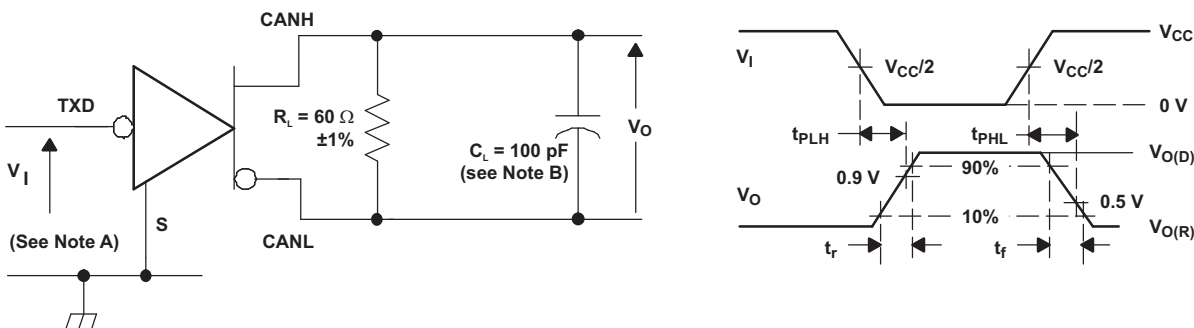 CANH
TXD
R_L = 60 Ω
±1%
C_L = 100 pF
(see Note B)
V_O
V_I
S
(See Note A)
CANL
V_CC
V_I
V_CC/2
V_CC/2
0 V
t_PLH
t_PHL
V_O(D)
90%
0.9 V
V_O
0.5 V
10%
V_O(R)
t_r
t_f